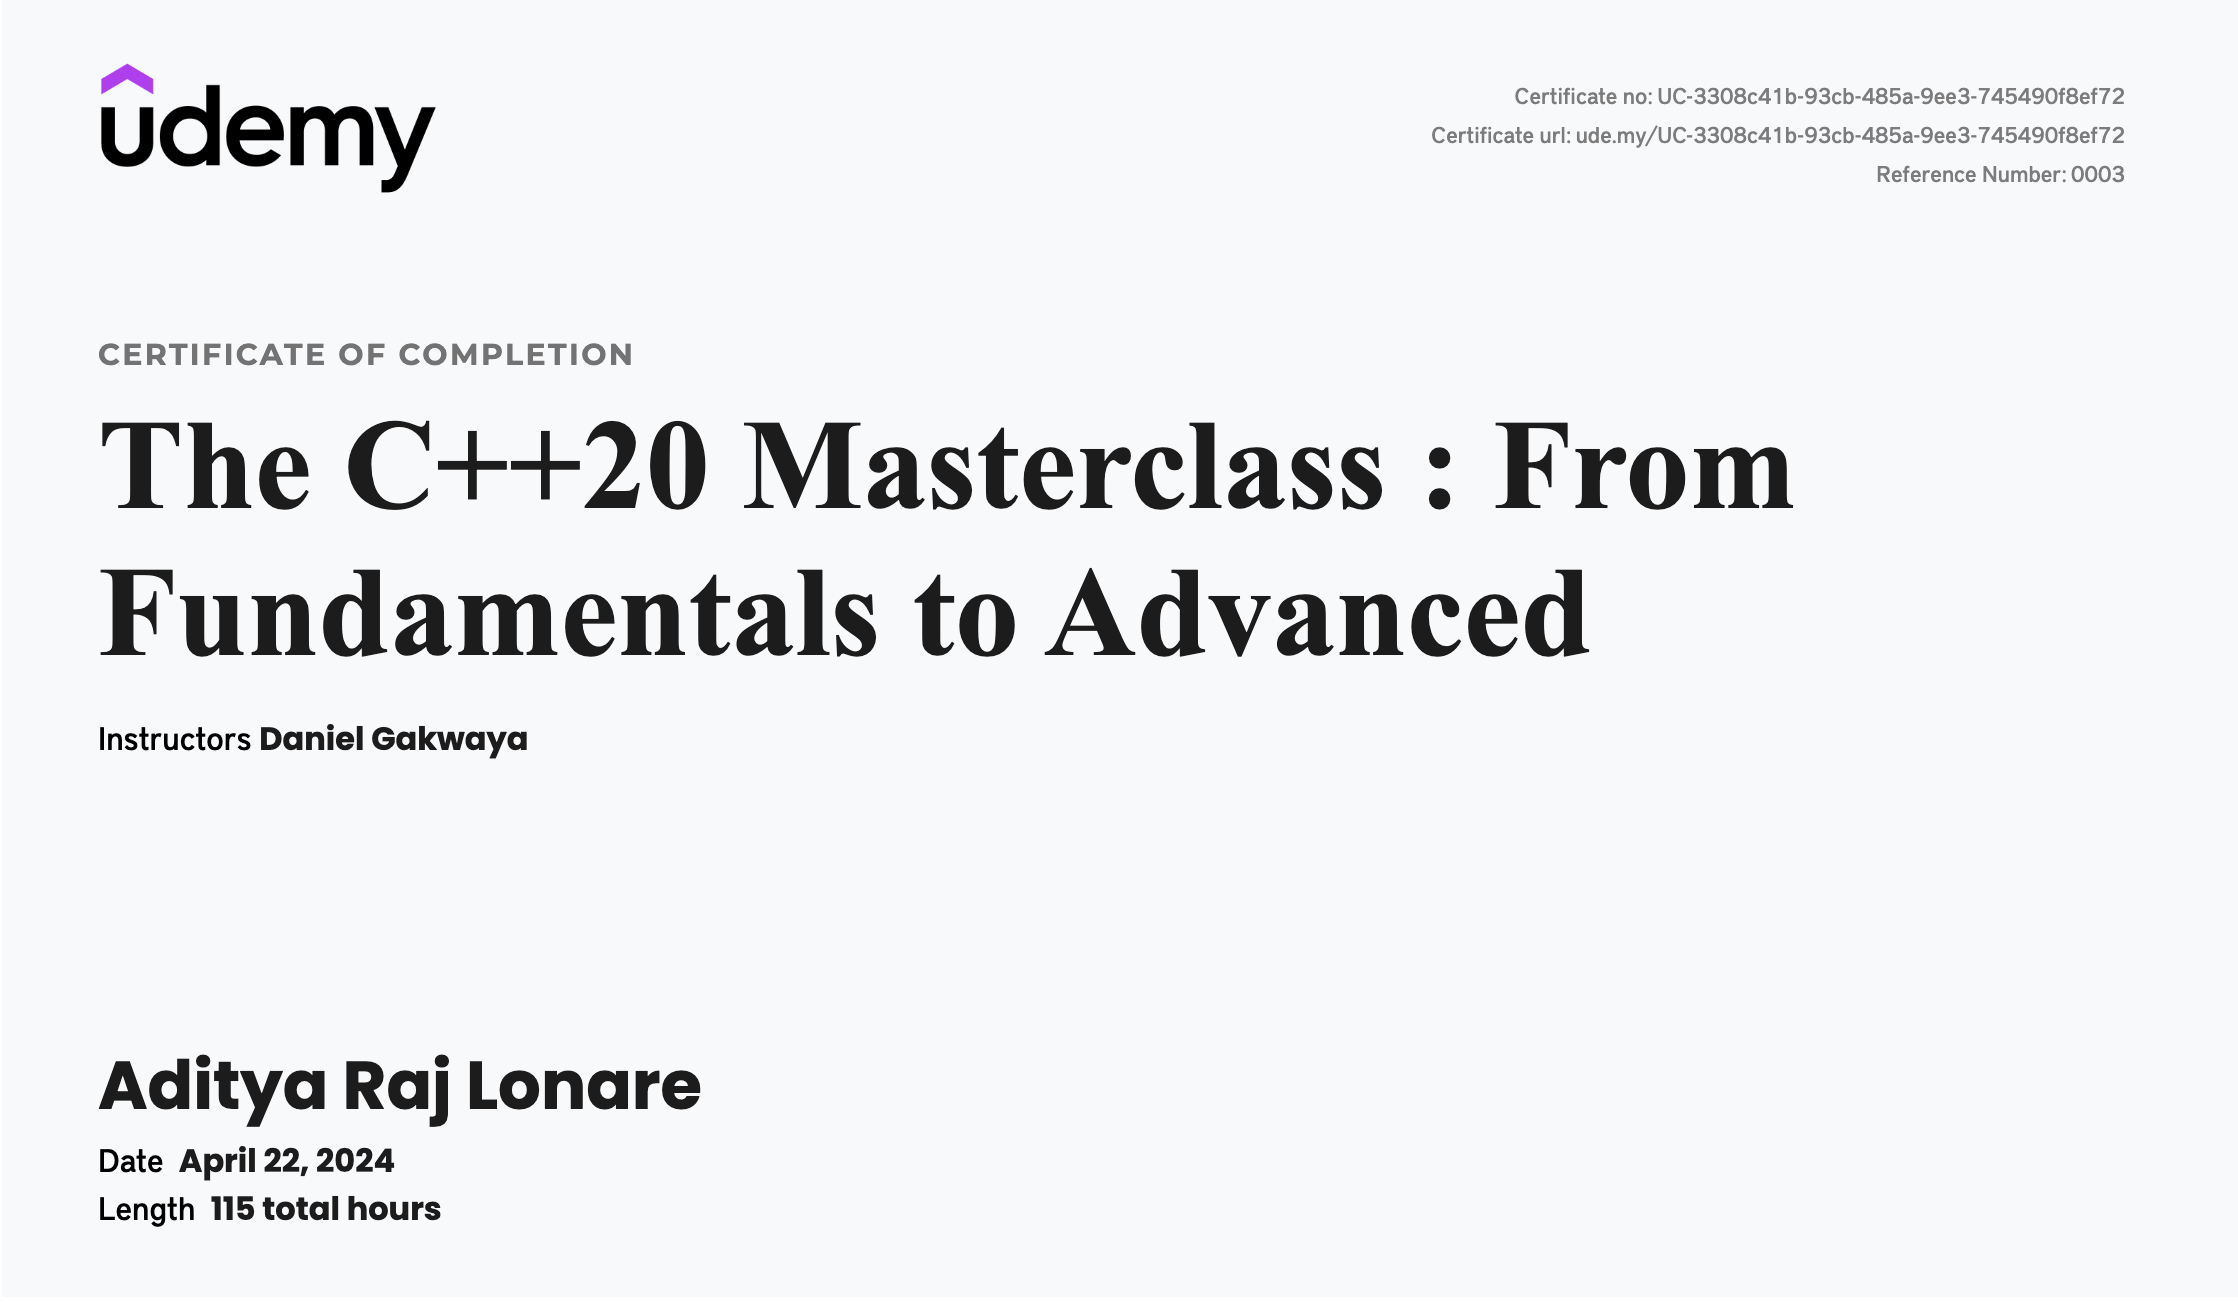 udemy
Certificate no: UC-3308c41b-93cb-485a-9ee3-745490f8ef72
Certificate url: ude.my/UC-3308c41b-93cb-485a-9ee3-745490f8ef72
Reference Number: 0003
CERTIFICATE OF COMPLETION
The C++20 Masterclass : From
Fundamentals to Advanced
Instructors Daniel Gakwaya
Aditya Raj Lonare
Date April 22, 2024
Length 115 total hours